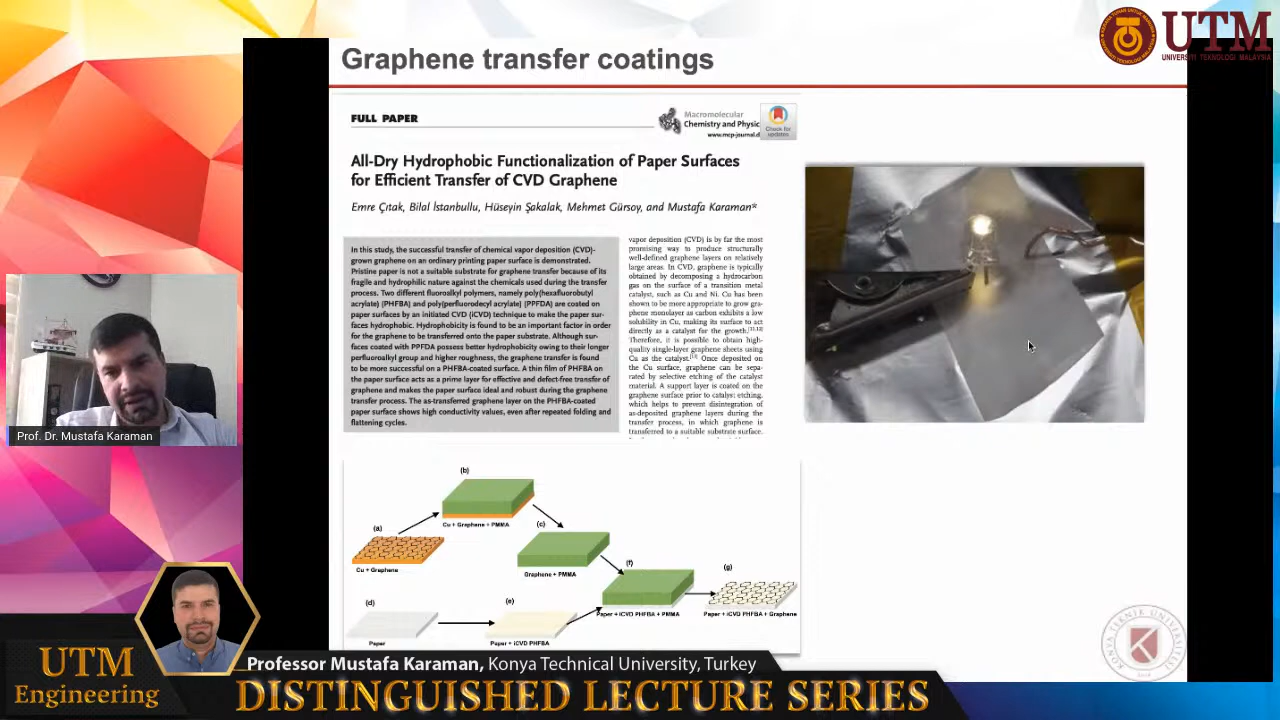 Graphene transfer coatings
UTM
UNIVERSITI TEKNOLOGI MALAYSIA
FULL PAPER
Macromolecular
Chemistry and Physic
www.mcp-journal.d
Check for
updates
All-Dry Hydrophobic Functionalization of Paper Surfaces
for Efficient Transfer of CVD Graphene
Emre Çıtak, Bilal İstanbullu, Hüseyin Şakalak, Mehmet Gürsoy, and Mustafa Karaman*
In this study, the successful transfer of chemical vapor deposition (CVD)-
grown graphene on an ordinary printing paper surface is demonstrated.
Pristine paper is not a suitable substrate for graphene transfer because of its
fragile and hydrophilic nature against the chemicals used during the transfer
process. Two different fluoroalkyl polymers, namely poly(hexafluorobutyl
acrylate) (PHFBA) and poly(perfluorodecyl acrylate) (PPFDA) are coated on
paper surfaces by an initiated CVD (iCVD) technique to make the paper sur-
faces hydrophobic. Hydrophobicity is found to be an important factor in order
for the graphene to be transferred onto the paper substrate. Although sur-
faces coated with PPFDA possess better hydrophobicity owing to their longer
perfluoroalkyl group and higher roughness, the graphene transfer is found
to be more successful on a PHFBA-coated surface. A thin film of PHFBA on
the paper surface acts as a prime layer for effective and defect-free transfer of
graphene and makes the paper surface ideal and robust during the graphene
transfer process. The as-transferred graphene layer on the PHFBA-coated
paper surface shows high conductivity values, even after repeated folding and
flattening cycles.
vapor deposition (CVD) is by far the most
promising way to produce structurally
well-defined graphene layers on relatively
large areas. In CVD, graphene is typically
obtained by decomposing a hydrocarbon
gas on the surface of a transition metal
catalyst, such as Cu and Ni. Cu has been
shown to be more appropriate to grow gra-
phene monolayer as carbon exhibits a low
solubility in Cu, making its surface to act
directly as a catalyst for the growth.[11,12]
Therefore, it is possible to obtain high-
quality single-layer graphene sheets using
Cu as the catalyst.[13] Once deposited on
the Cu surface, graphene can be sepa-
rated by selective etching of the catalyst
material. A support layer is coated on the
graphene surface prior to catalyst etching,
which helps to prevent disintegration of
as-deposited graphene layers during the
transfer process, in which graphene is
transferred to a suitable substrate surface.
(a)
Cu + Graphene
(b)
Cu + Graphene + PMMA
(c)
Graphene + PMMA
(d)
Paper
(e)
Paper + iCVD PHFBA
(f)
Paper + iCVD PHFBA + PMMA
(g)
Paper + iCVD PHFBA + Graphene
Prof. Dr. Mustafa Karaman
UTM
Engineering
Professor Mustafa Karaman, Konya Technical University, Turkey
DISTINGUISHED LECTURE SERIES